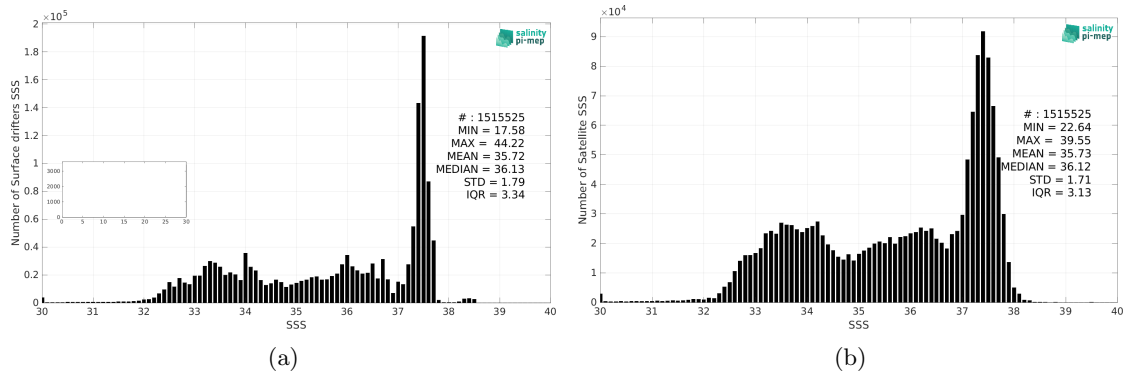 ×10⁵
2
1.8
1.6
1.4
1.2
1
0.8
0.6
0.4
0.2
0
Number of Surface drifters SSS
salinity
pi-mep
# : 1515525
MIN = 17.58
MAX = 44.22
MEAN = 35.72
MEDIAN = 36.13
STD = 1.79
IQR = 3.34
3000
2000
1000
0
0 5 10 15 20 25 30
30 31 32 33 34 35 36 37 38 39 40
SSS
(a)
×10⁴
9
8
7
6
5
4
3
2
1
0
Number of Satellite SSS
salinity
pi-mep
# : 1515525
MIN = 22.64
MAX = 39.55
MEAN = 35.73
MEDIAN = 36.12
STD = 1.71
IQR = 3.13
30 31 32 33 34 35 36 37 38 39 40
SSS
(b)